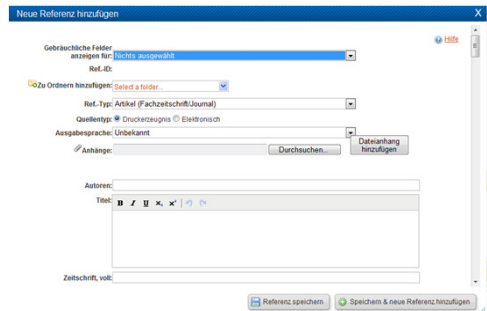 Neue Referenz hinzufügen X
Hilfe
Gebräuchliche Felder
anzeigen für: Nichts ausgewählt
Ref.-ID:
Zu Ordnern hinzufügen: Select a folder...
Ref.-Typ: Artikel (Fachzeitschrift/Journal)
Quellentyp: Druckerzeugnis Elektronisch
Ausgabesprache: Unbekannt
Anhänge: Durchsuchen... Dateianhang
hinzufügen
Autoren:
Titel: B I U x, x²
Zeitschrift, voll:
Referenz speichern Speichern & neue Referenz hinzufügen